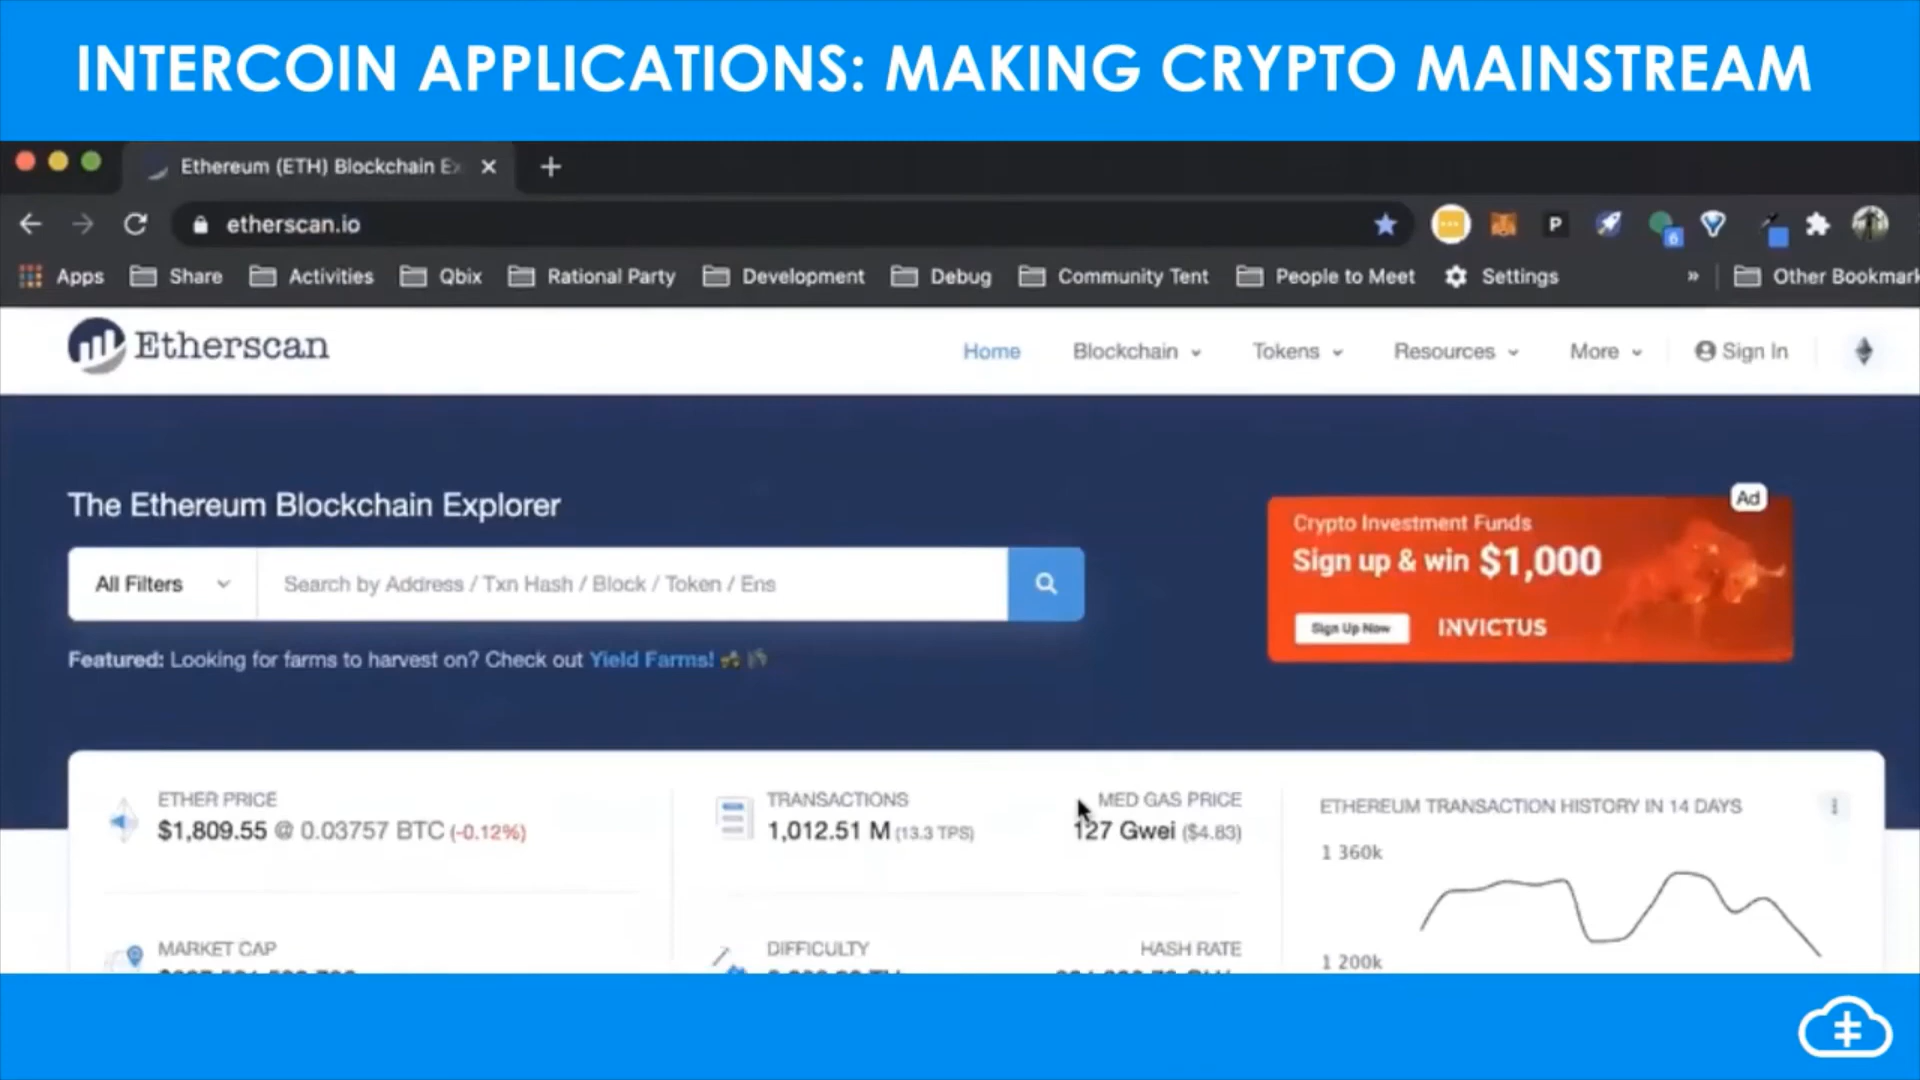 INTERCOIN APPLICATIONS: MAKING CRYPTO MAINSTREAM
Ethereum (ETH) Blockchain Ex
etherscan.io
P
6
Apps Share Activities Qbix Rational Party Development Debug Community Tent People to Meet Settings » Other Bookmark
Etherscan
Home Blockchain Tokens Resources More Sign In
The Ethereum Blockchain Explorer
All Filters Search by Address / Txn Hash / Block / Token / Ens
Featured: Looking for farms to harvest on? Check out Yield Farms!
Ad
Crypto Investment Funds
Sign up & win $1,000
Sign Up Now INVICTUS
ETHER PRICE
$1,809.55 @ 0.03757 BTC (-0.12%)
TRANSACTIONS
1,012.51 M (13.3 TPS)
MED GAS PRICE
127 Gwei ($4.83)
ETHEREUM TRANSACTION HISTORY IN 14 DAYS
1 360k
1 200k
MARKET CAP
DIFFICULTY
HASH RATE